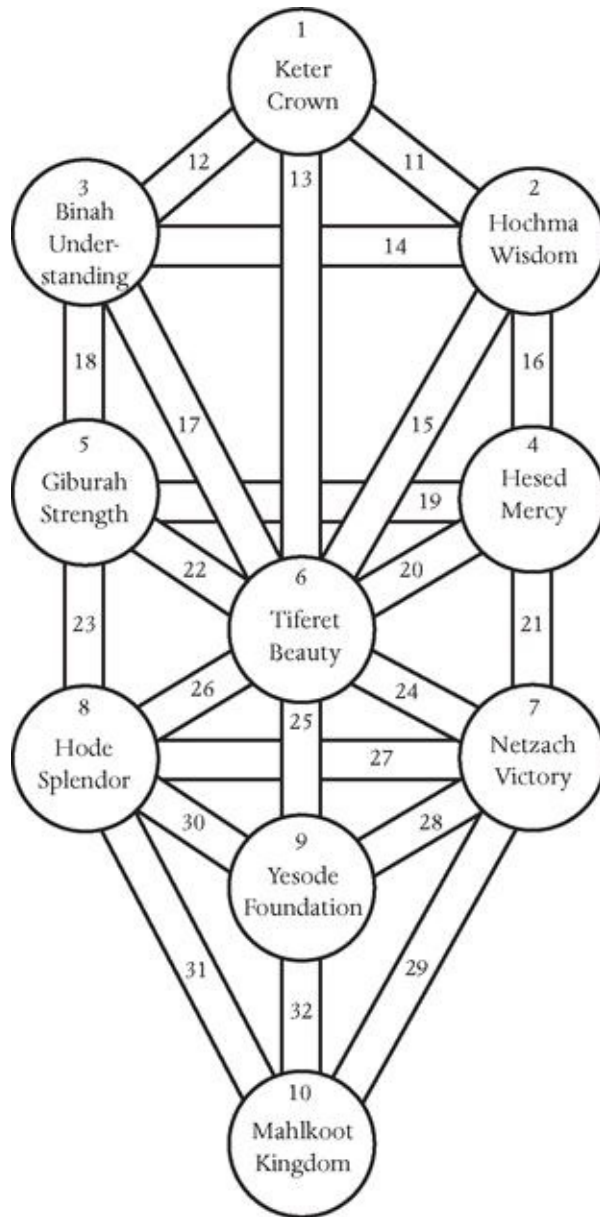 1
Keter
Crown
12
13
11
3
Binah
Under-
standing
2
Hochma
Wisdom
14
18
16
17
15
5
Giburah
Strength
4
Hesed
Mercy
19
22
20
6
Tiferet
Beauty
23
21
26
24
25
8
Hode
Splendor
7
Netzach
Victory
27
30
28
9
Yesode
Foundation
31
29
32
10
Mahlkoot
Kingdom